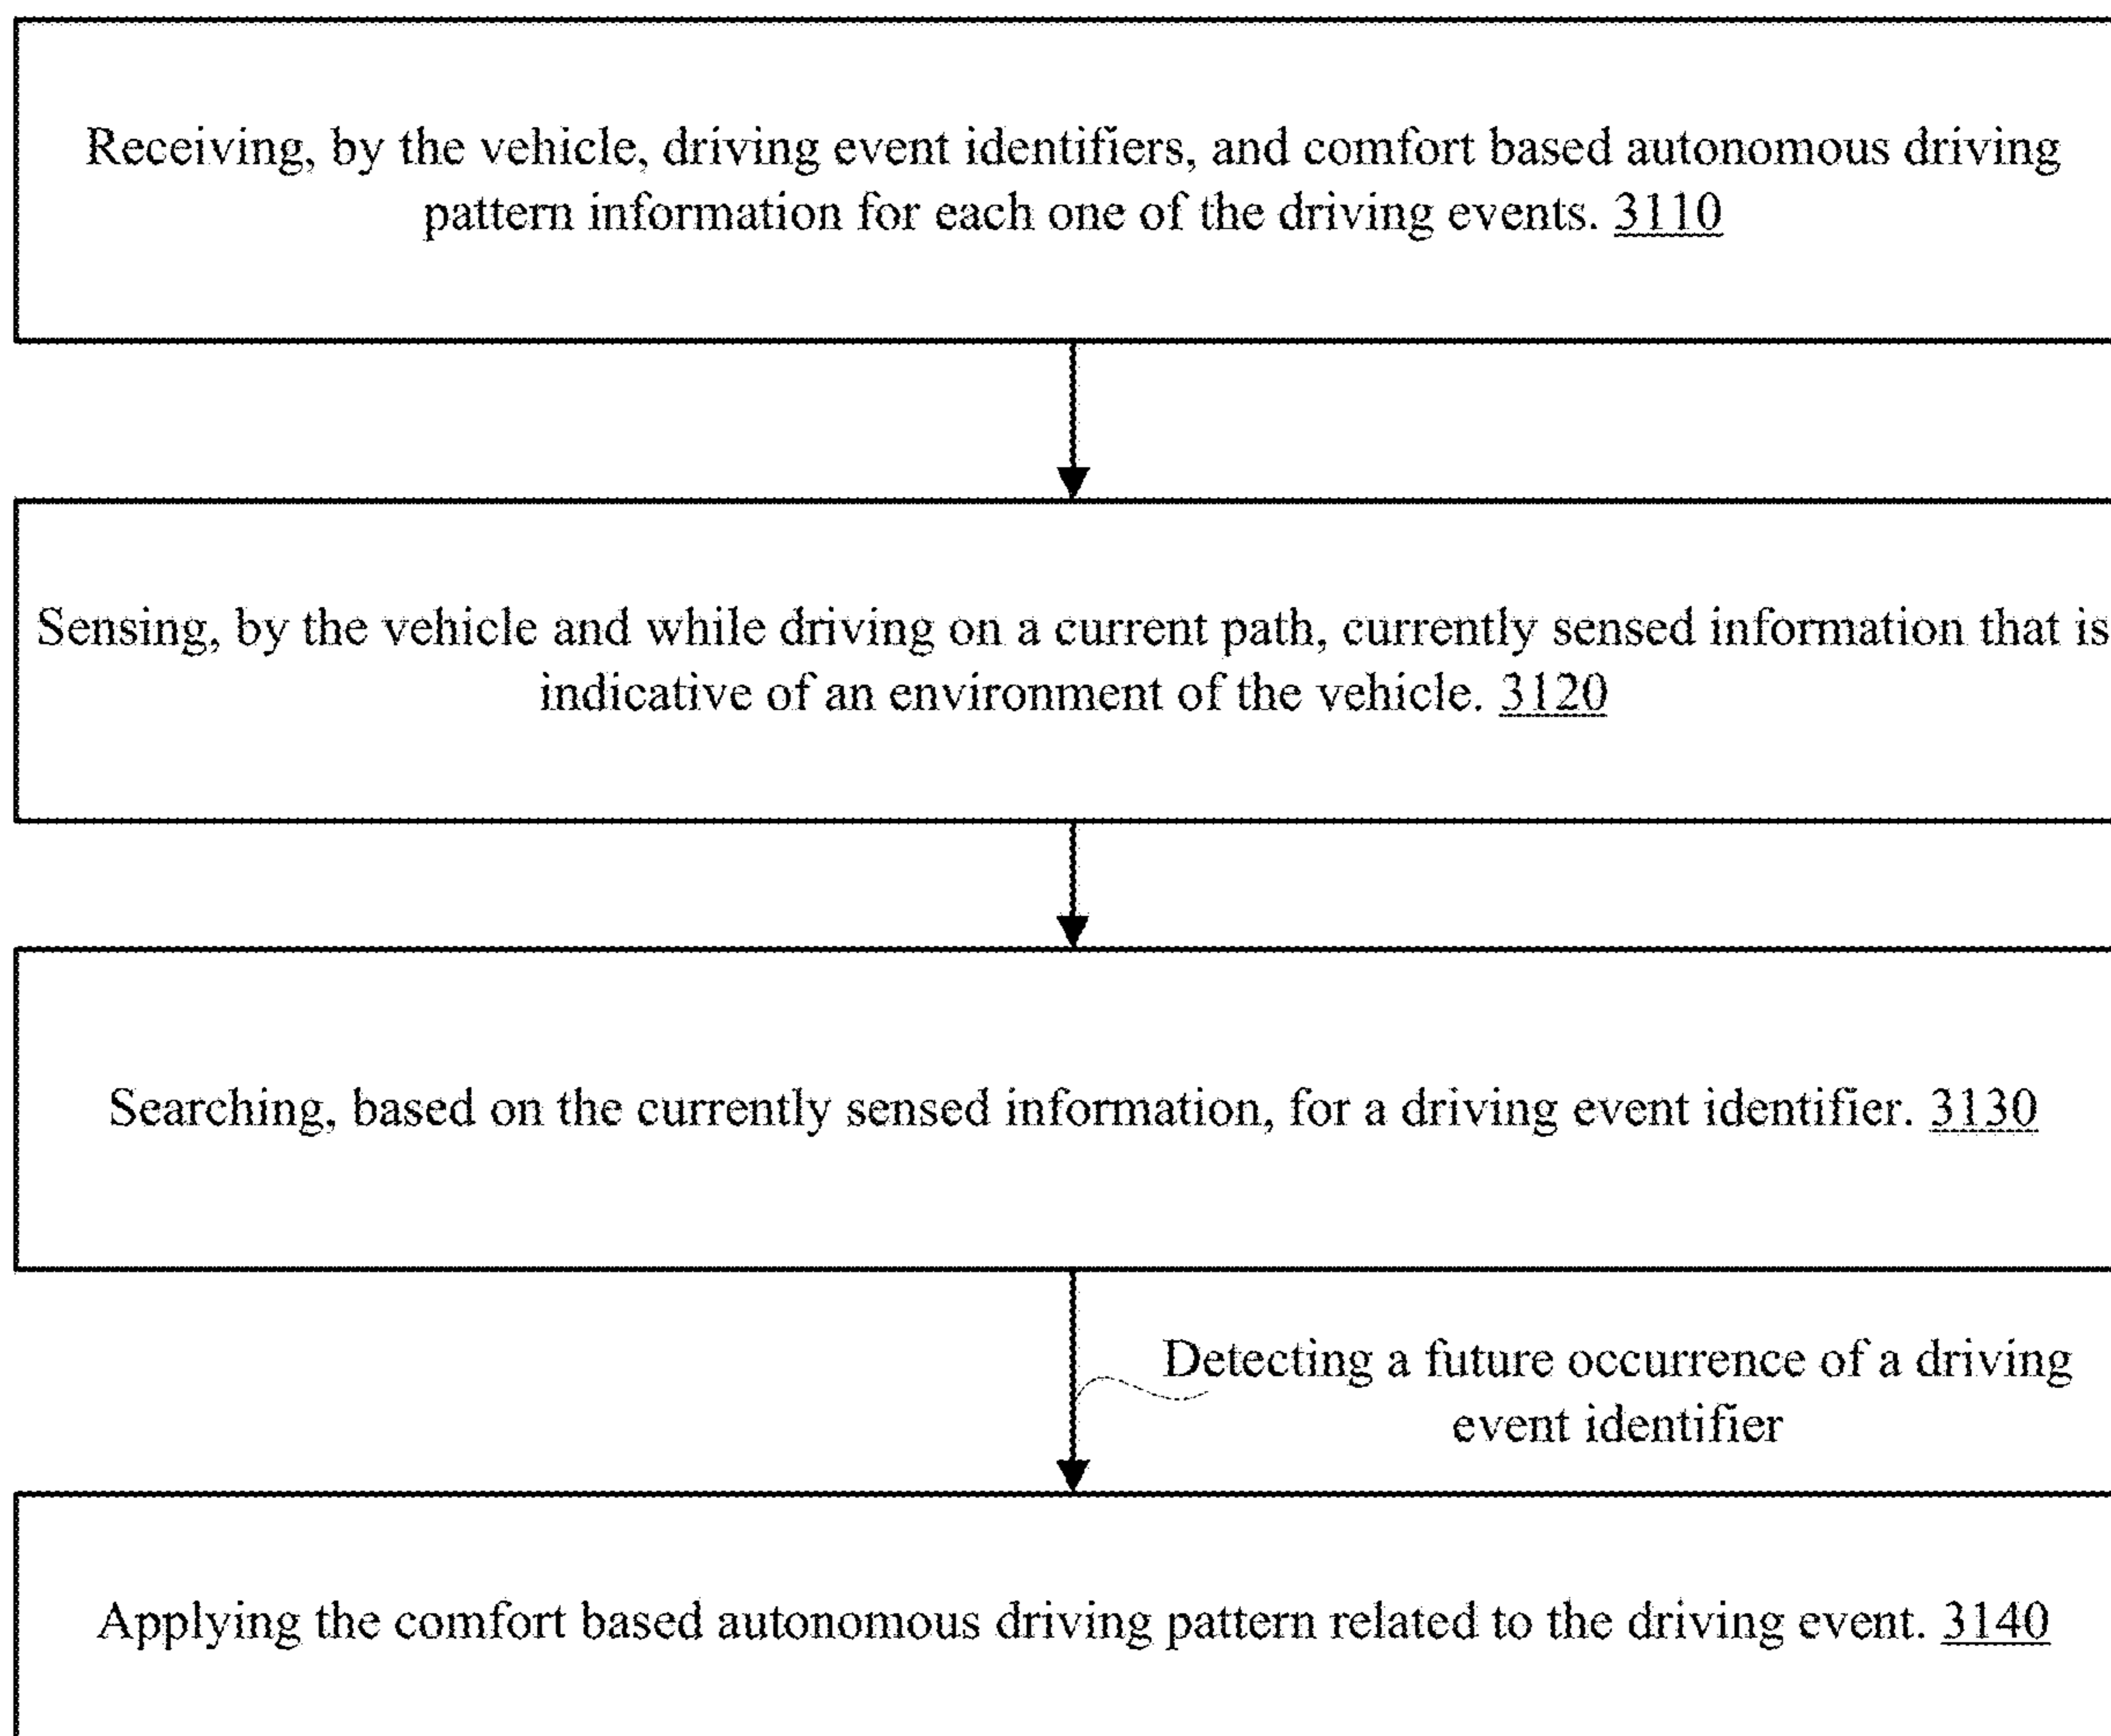 Receiving, by the vehicle, driving event identifiers, and comfort based autonomous driving
pattern information for each one of the driving events. 3110
Sensing, by the vehicle and while driving on a current path, currently sensed information that is
indicative of an environment of the vehicle. 3120
Searching, based on the currently sensed information, for a driving event identifier. 3130
Detecting a future occurrence of a driving
event identifier
Applying the comfort based autonomous driving pattern related to the driving event. 3140